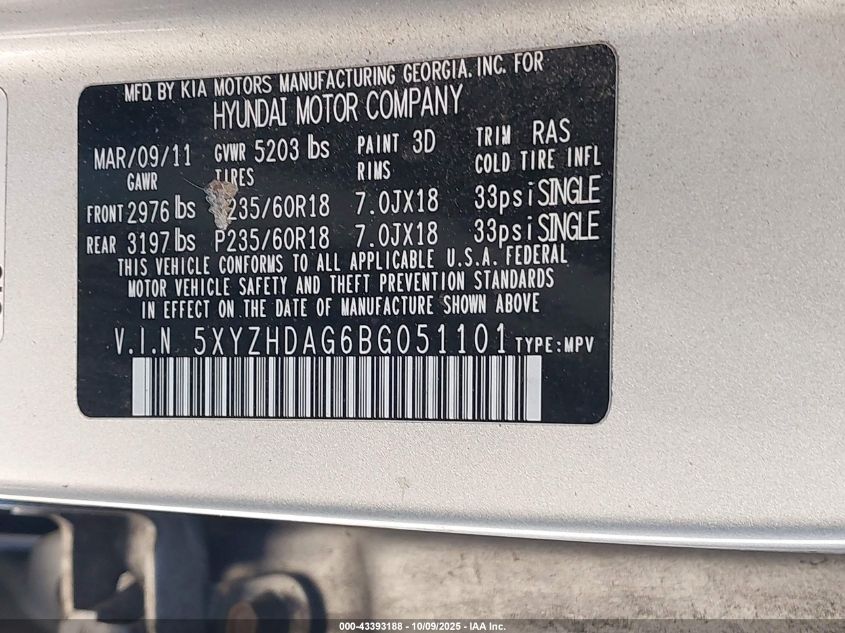 MFD. BY KIA MOTORS MANUFACTURING GEORGIA. INC. FOR
HYUNDAI MOTOR COMPANY
MAR/09/11 GVWR 5203 lbs PAINT 3D TRIM RAS
GAWR TIRES RIMS COLD TIRE INFL
FRONT 2976 lbs P235/60R18 7.0JX18 33psi SINGLE
REAR 3197 lbs P235/60R18 7.0JX18 33psi SINGLE
THIS VEHICLE CONFORMS TO ALL APPLICABLE U.S.A. FEDERAL
MOTOR VEHICLE SAFETY AND THEFT PREVENTION STANDARDS
IN EFFECT ON THE DATE OF MANUFACTURE SHOWN ABOVE
V.I.N 5XYZHDAG6BG051101 TYPE:MPV
000-43393188 - 10/09/2025 - IAA Inc.